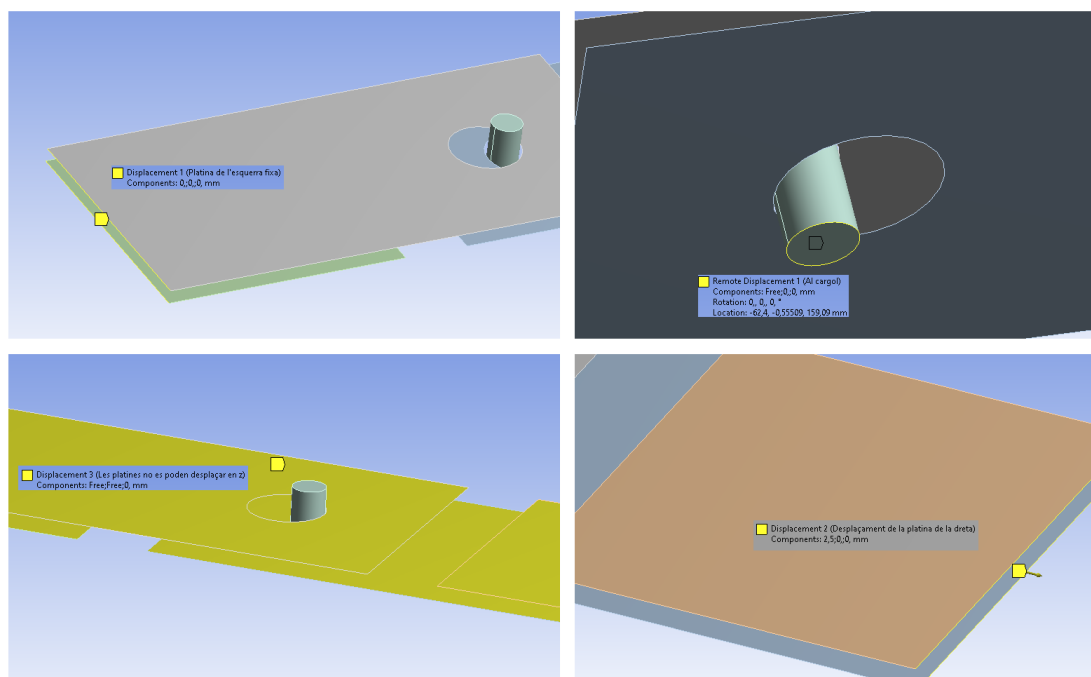 Displacement 1 (Platina de l'esquerra fixa)
Components: 0,;0,;0, mm
Remote Displacement 1 (Al cargol)
Components: Free;0,;0, mm
Rotation: 0,, 0,, 0, °
Location: -62,4, -0,55509, 159,09 mm
Displacement 3 (Les platines no es poden desplaçar en z)
Components: Free;Free;0, mm
Displacement 2 (Desplaçament de la platina de la dreta)
Components: 2,5;0,;0, mm